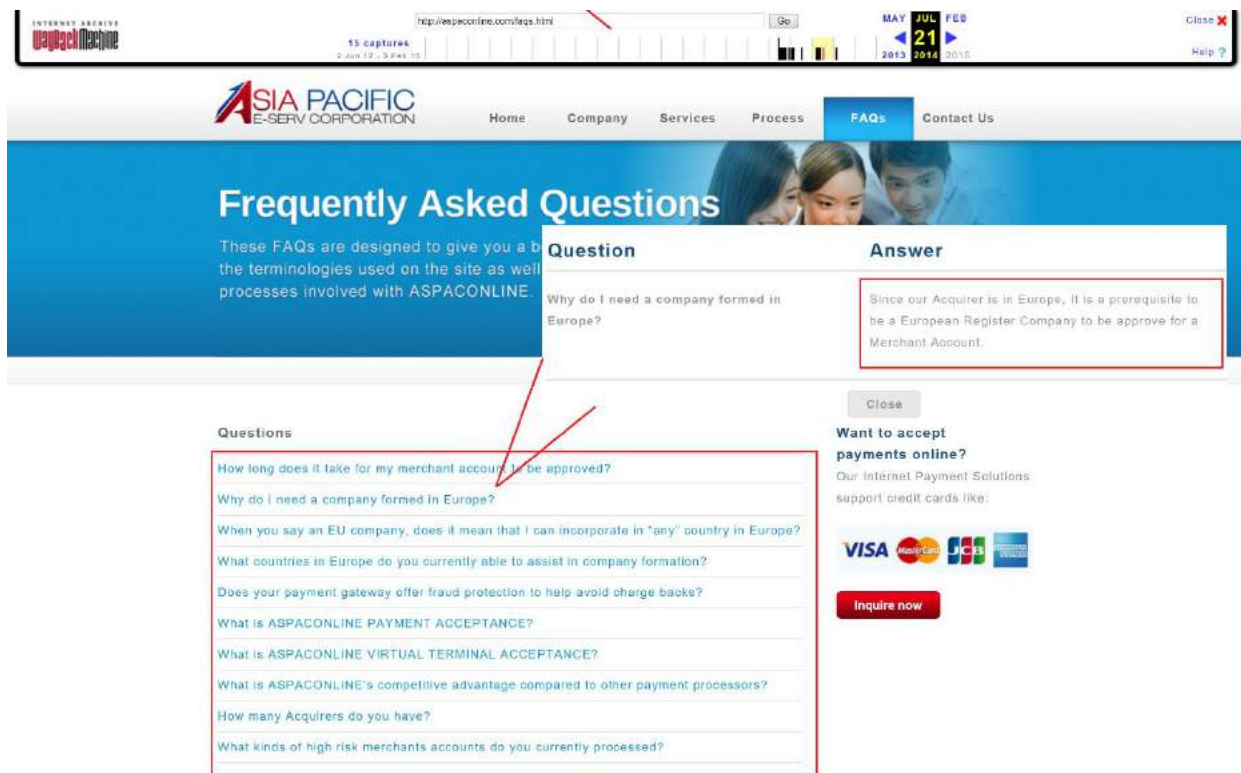 INTERNET ARCHIVE
WayBackMachine
http://aspaconline.com/faqs.html
Go
15 captures
2 Jun 12 - 3 Feb 15
MAY JUL FEB
21
2013 2014 2015
Close
Help ?
ASIA PACIFIC
E-SERV CORPORATION
Home Company Services Process FAQs Contact Us
Frequently Asked Questions
These FAQs are designed to give you a b
the terminologies used on the site as well
processes involved with ASPACONLINE.
Question Answer
Why do I need a company formed in
Europe?
Since our Acquirer is in Europe, It is a prerequisite to
be a European Register Company to be approve for a
Merchant Account.
Close
Questions
How long does it take for my merchant account to be approved?
Why do I need a company formed in Europe?
When you say an EU company, does it mean that I can incorporate in "any" country in Europe?
What countries in Europe do you currently able to assist in company formation?
Does your payment gateway offer fraud protection to help avoid charge backs?
What is ASPACONLINE PAYMENT ACCEPTANCE?
What is ASPACONLINE VIRTUAL TERMINAL ACCEPTANCE?
What is ASPACONLINE's competitive advantage compared to other payment processors?
How many Acquirers do you have?
What kinds of high risk merchants accounts do you currently processed?
Want to accept
payments online?
Our Internet Payment Solutions
support credit cards like:
VISA MasterCard JCB
Inquire now